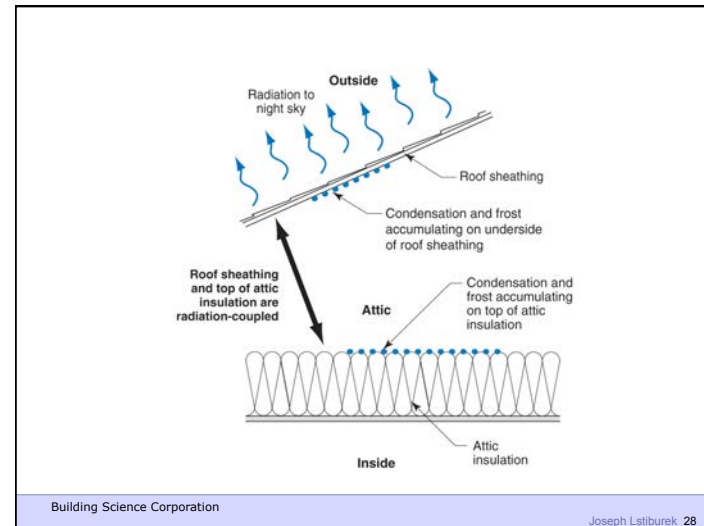 Outside
Radiation to
night sky
Roof sheathing
Condensation and frost
accumulating on underside
of roof sheathing
Roof sheathing
and top of attic
insulation are
radiation-coupled
Attic
Condensation and
frost accumulating
on top of attic
insulation
Attic
insulation
Inside
Building Science Corporation
Joseph Lstiburek 28